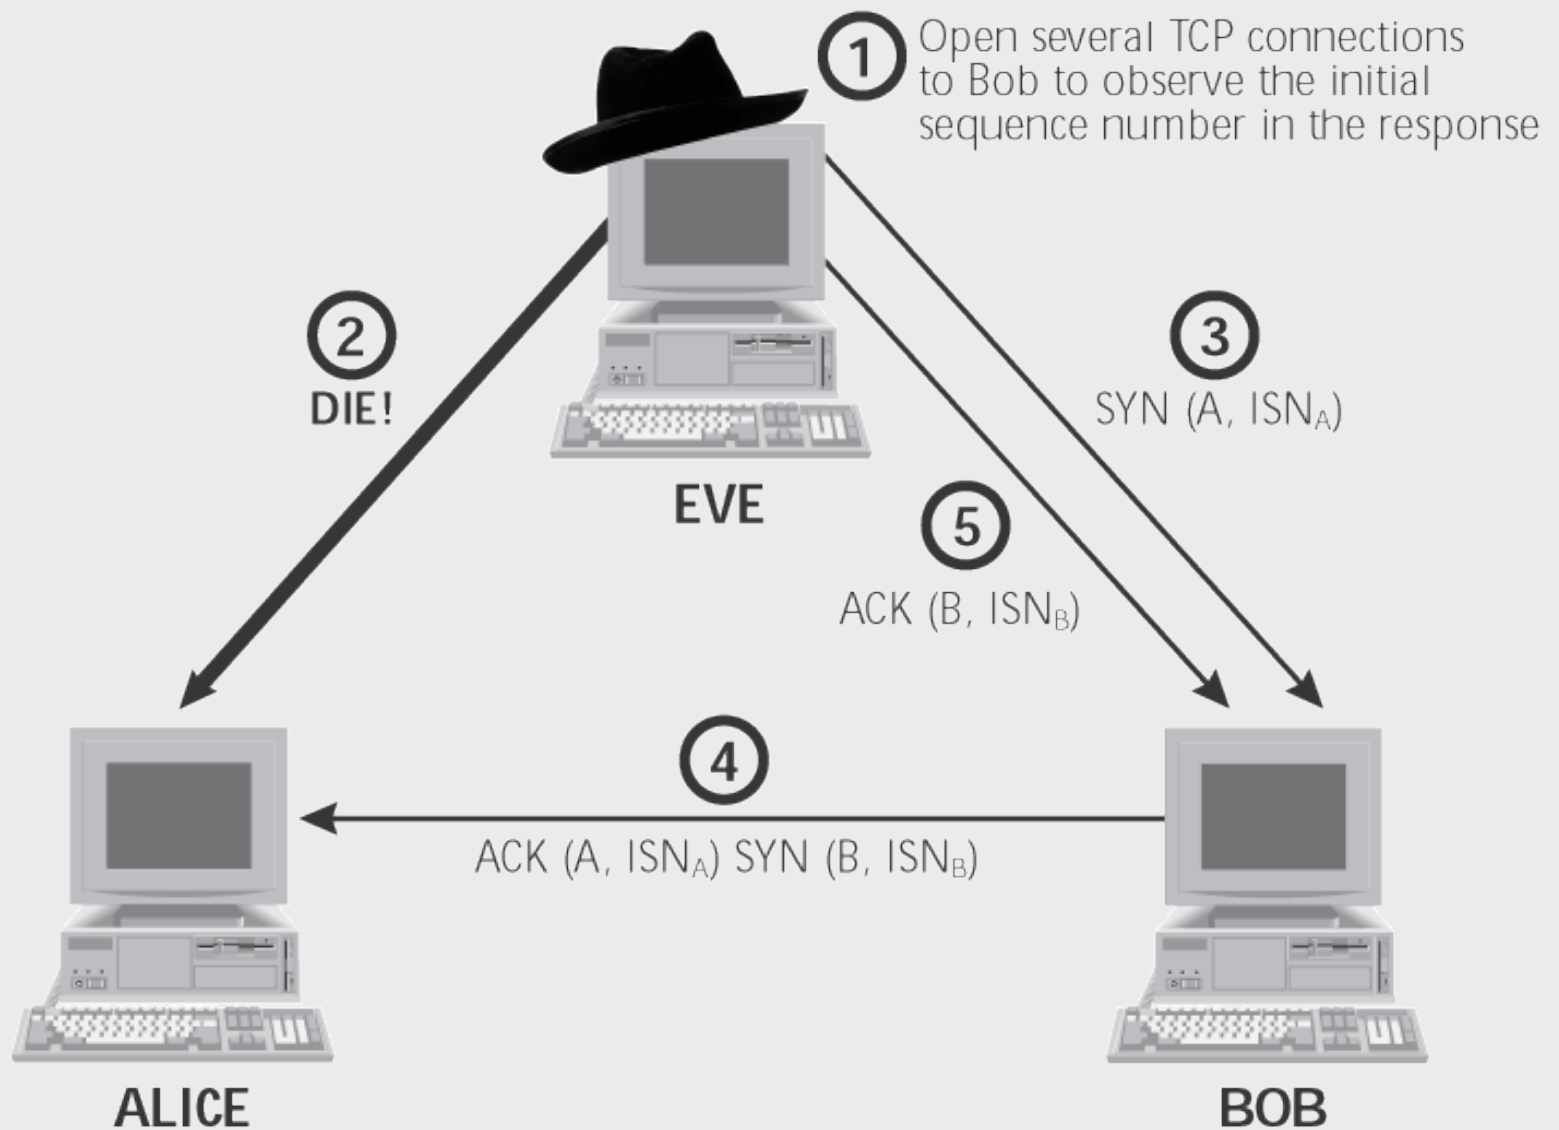 1
Open several TCP connections
to Bob to observe the initial
sequence number in the response
2
DIE!
3
SYN (A, ISNA)
EVE
5
ACK (B, ISNB)
4
ACK (A, ISNA) SYN (B, ISNB)
ALICE
BOB